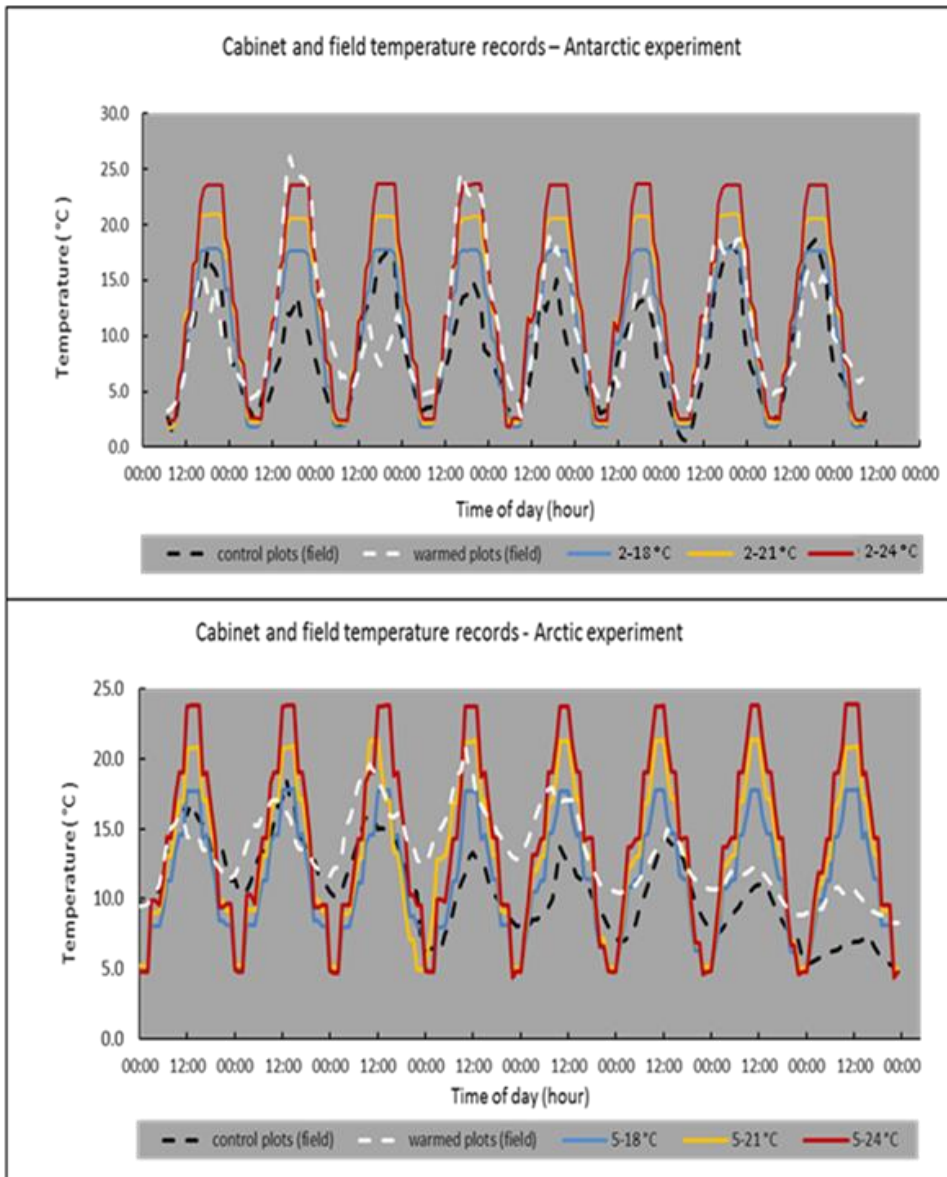 Cabinet and field temperature records – Antarctic experiment
30.0
25.0
20.0
15.0
10.0
5.0
0.0
Temperature ( °C )
00:00 12:00 00:00 12:00 00:00 12:00 00:00 12:00 00:00 12:00 00:00 12:00 00:00 12:00 00:00 12:00 00:00 12:00 00:00
Time of day (hour)
control plots (field) warmed plots (field) 2-18 °C 2-21 °C 2-24 °C
Cabinet and field temperature records - Arctic experiment
25.0
20.0
15.0
10.0
5.0
0.0
Temperature ( °C )
00:00 12:00 00:00 12:00 00:00 12:00 00:00 12:00 00:00 12:00 00:00 12:00 00:00 12:00 00:00 12:00 00:00
Time of day (hour)
control plots (field) warmed plots (field) 5-18 °C 5-21 °C 5-24 °C